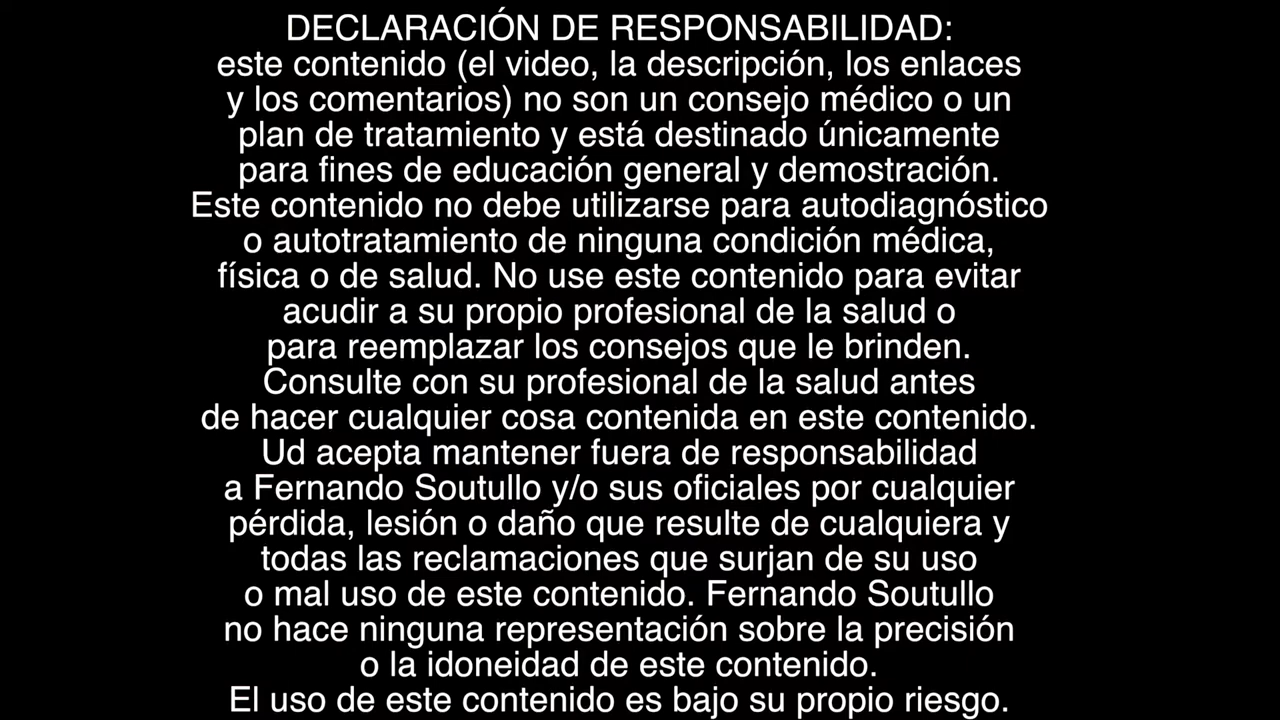 DECLARACIÓN DE RESPONSABILIDAD:
este contenido (el video, la descripción, los enlaces
y los comentarios) no son un consejo médico o un
plan de tratamiento y está destinado únicamente
para fines de educación general y demostración.
Este contenido no debe utilizarse para autodiagnóstico
o autotratamiento de ninguna condición médica,
física o de salud. No use este contenido para evitar
acudir a su propio profesional de la salud o
para reemplazar los consejos que le brinden.
Consulte con su profesional de la salud antes
de hacer cualquier cosa contenida en este contenido.
Ud acepta mantener fuera de responsabilidad
a Fernando Soutullo y/o sus oficiales por cualquier
pérdida, lesión o daño que resulte de cualquiera y
todas las reclamaciones que surjan de su uso
o mal uso de este contenido. Fernando Soutullo
no hace ninguna representación sobre la precisión
o la idoneidad de este contenido.
El uso de este contenido es bajo su propio riesgo.